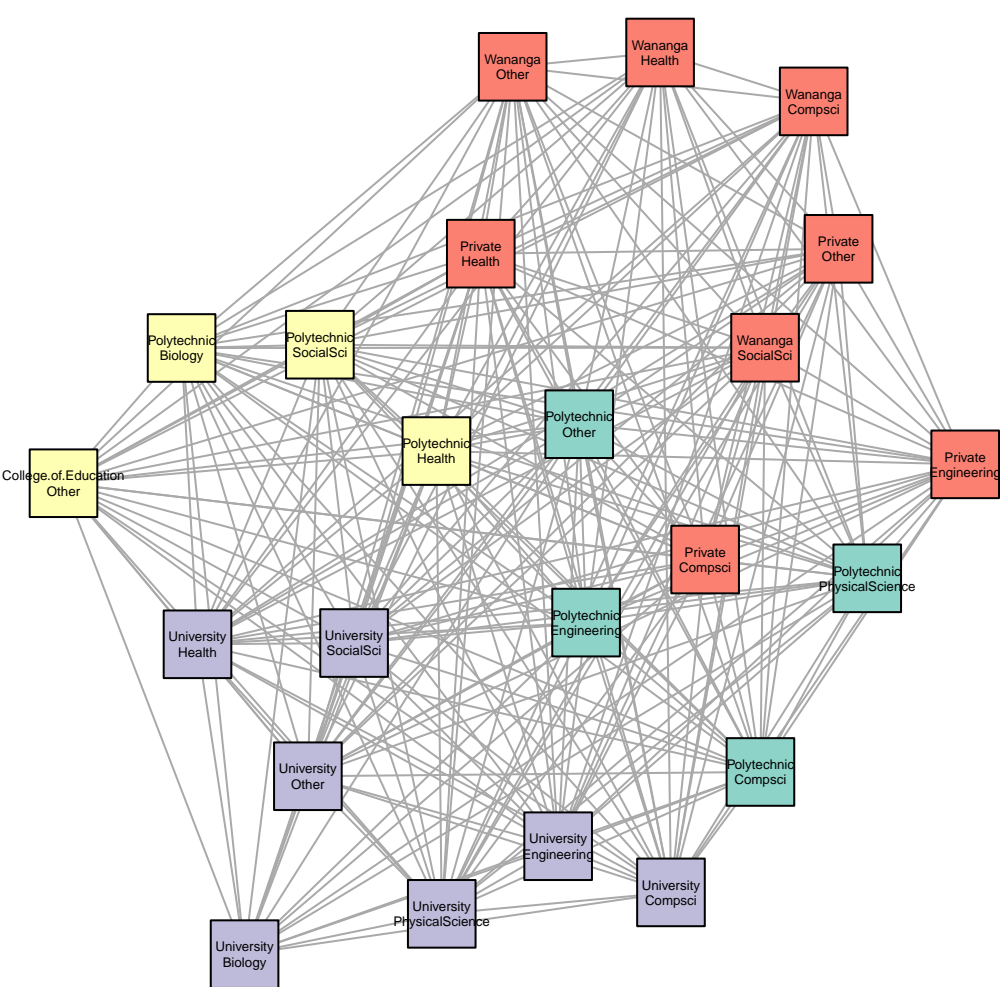 Wananga
Health
Wananga
Other
Wananga
Compsci
Private
Other
Private
Health
Polytechnic
SocialSci
Polytechnic
Biology
Wananga
SocialSci
Polytechnic
Other
Polytechnic
Health
Private
Engineering
College.of.Education
Other
Private
Compsci
Polytechnic
PhysicalScience
Polytechnic
Engineering
University
Health
University
SocialSci
University
Other
Polytechnic
Compsci
University
Engineering
University
Compsci
University
PhysicalScience
University
Biology